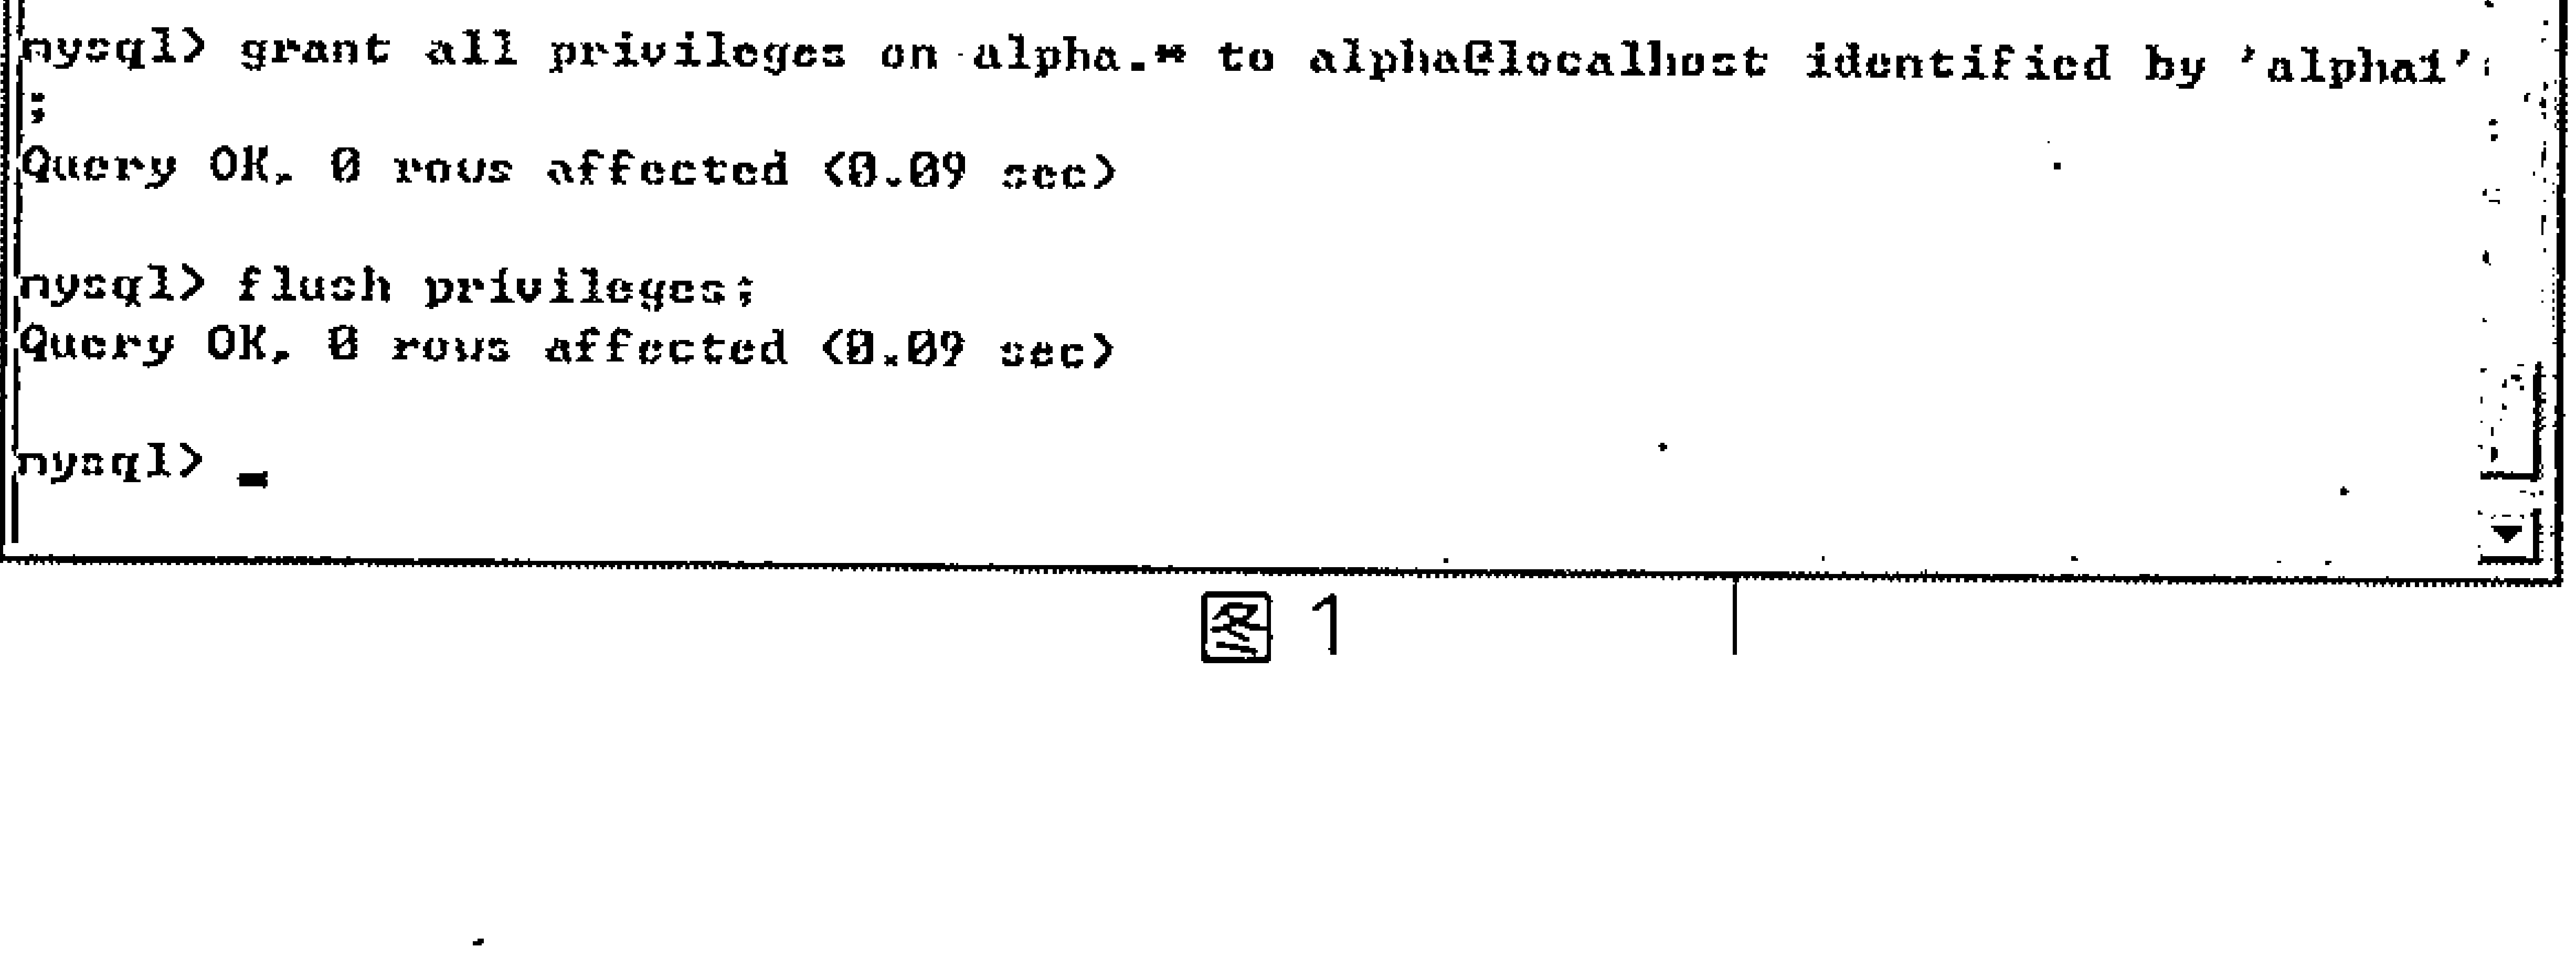 mysql> grant all privileges on alpha.* to alpha@localhost identified by 'alpha1'
;
Query OK, 0 rows affected (0.09 sec)
mysql> flush privileges;
Query OK, 0 rows affected (0.09 sec)
mysql> _
图 1